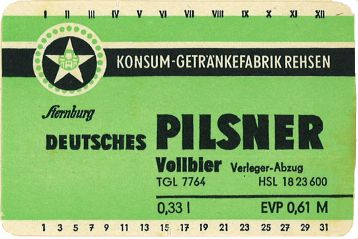 I II III IV V VI VII VIII IX X XI XII
KONSUM-GETRÄNKEFABRIK REHSEN
Sternburg
DEUTSCHES PILSNER
Vollbier Verleger-Abzug
TGL 7764 HSL 18 23 600
0,33 l EVP 0,61 M
1 3 5 7 9 11 13 15 17 19 21 23 25 27 29 31